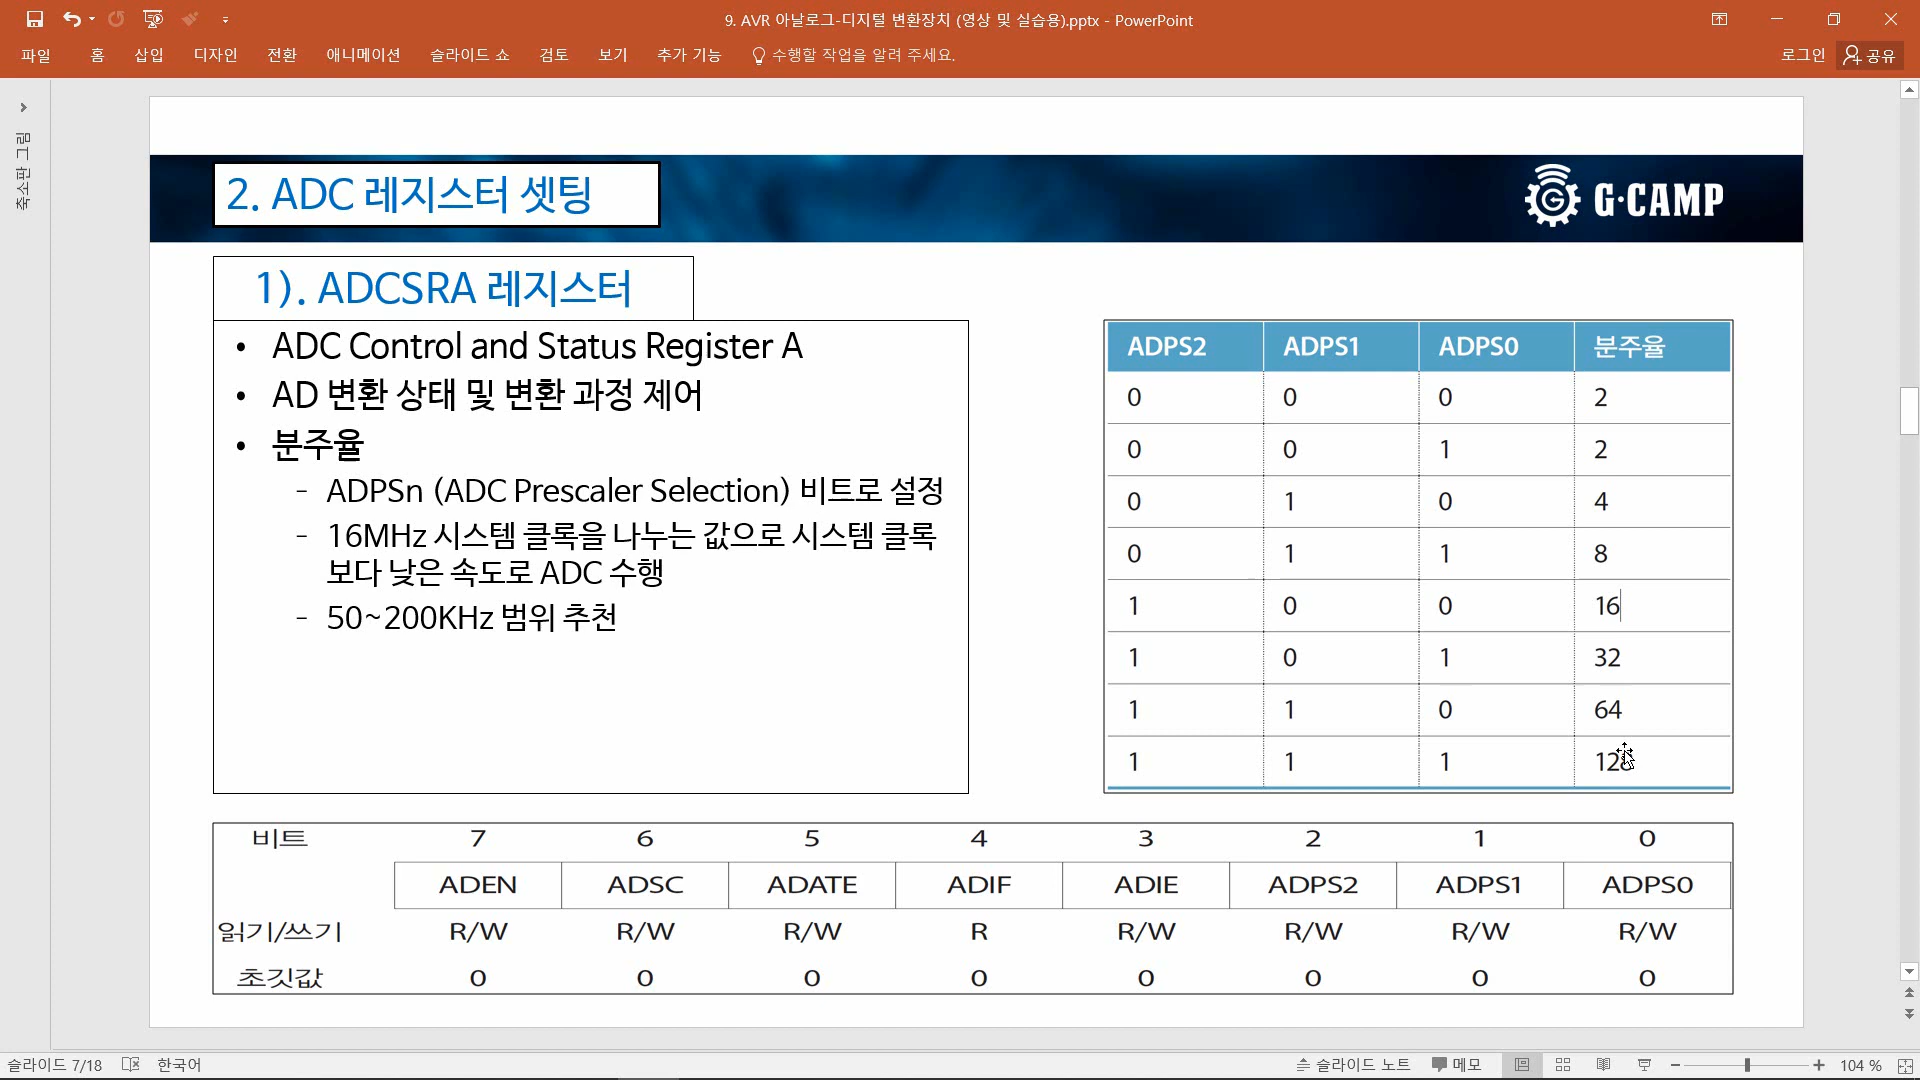 9. AVR 아날로그-디지털 변환장치 (영상 및 실습용).pptx - PowerPoint
파일 홈 삽입 디자인 전환 애니메이션 슬라이드 쇼 검토 보기 추가 기능 수행할 작업을 알려 주세요. 로그인 공유
축소판 그림
2. ADC 레지스터 셋팅
G·CAMP
1). ADCSRA 레지스터
• ADC Control and Status Register A
• AD 변환 상태 및 변환 과정 제어
• 분주율
- ADPSn (ADC Prescaler Selection) 비트로 설정
- 16MHz 시스템 클록을 나누는 값으로 시스템 클록
보다 낮은 속도로 ADC 수행
- 50~200KHz 범위 추천
ADPS2 ADPS1 ADPS0 분주율
0 0 0 2
0 0 1 2
0 1 0 4
0 1 1 8
1 0 0 16
1 0 1 32
1 1 0 64
1 1 1 128
비트 7 6 5 4 3 2 1 0
ADEN ADSC ADATE ADIF ADIE ADPS2 ADPS1 ADPS0
읽기/쓰기 R/W R/W R/W R R/W R/W R/W R/W
초깃값 0 0 0 0 0 0 0 0
슬라이드 7/18 한국어 슬라이드 노트 메모 104 %